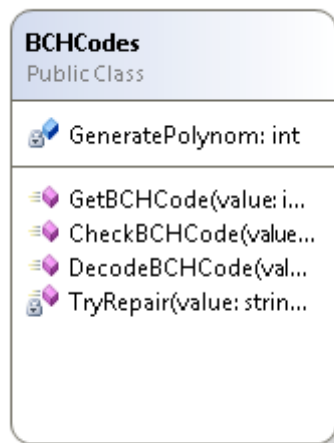 BCHCodes
Public Class
GeneratePolynom: int
GetBCHCode(value: i...
CheckBCHCode(value...
DecodeBCHCode(val...
TryRepair(value: strin...